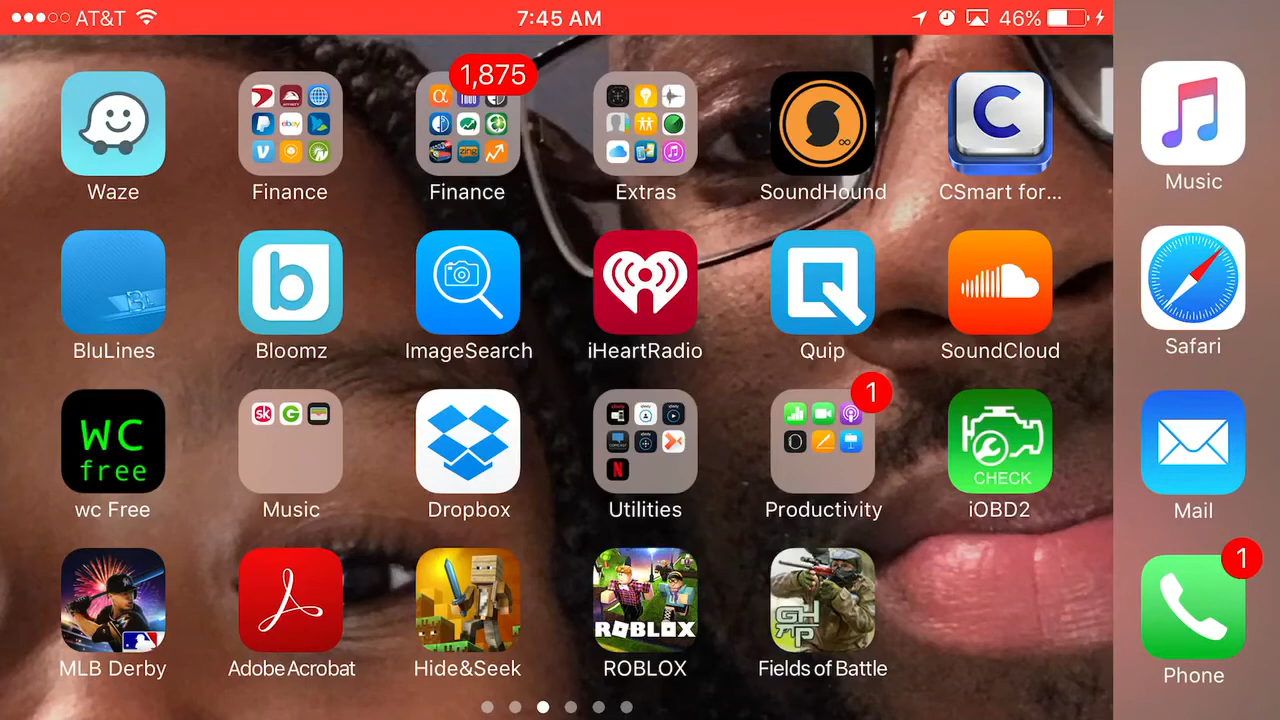 AT&T 7:45 AM 46%
1,875
Waze Finance Finance Extras SoundHound CSmart for... Music
BL
BluLines Bloomz ImageSearch iHeartRadio Quip SoundCloud Safari
1
WC
free
CHECK
wc Free Music Dropbox Utilities Productivity iOBD2 Mail
1
ROBLOX
MLB Derby AdobeAcrobat Hide&Seek ROBLOX Fields of Battle Phone